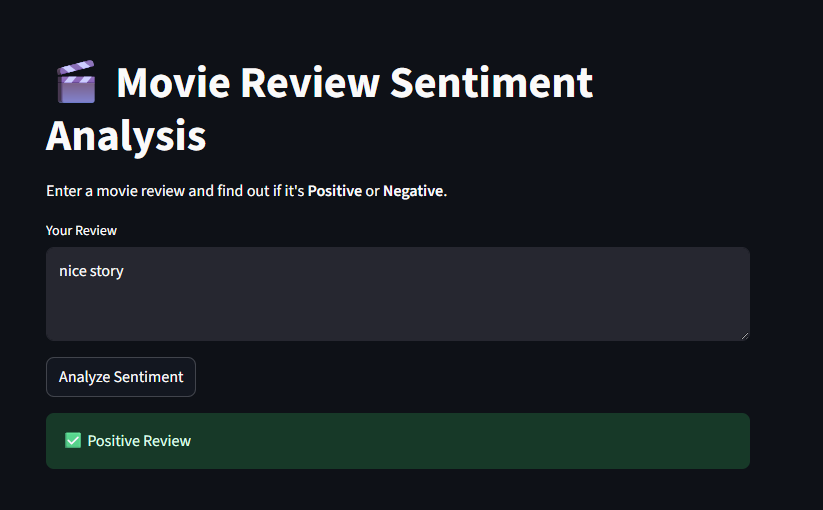 🎬 Movie Review Sentiment
Analysis
Enter a movie review and find out if it's Positive or Negative.
Your Review
nice story
Analyze Sentiment
✅ Positive Review